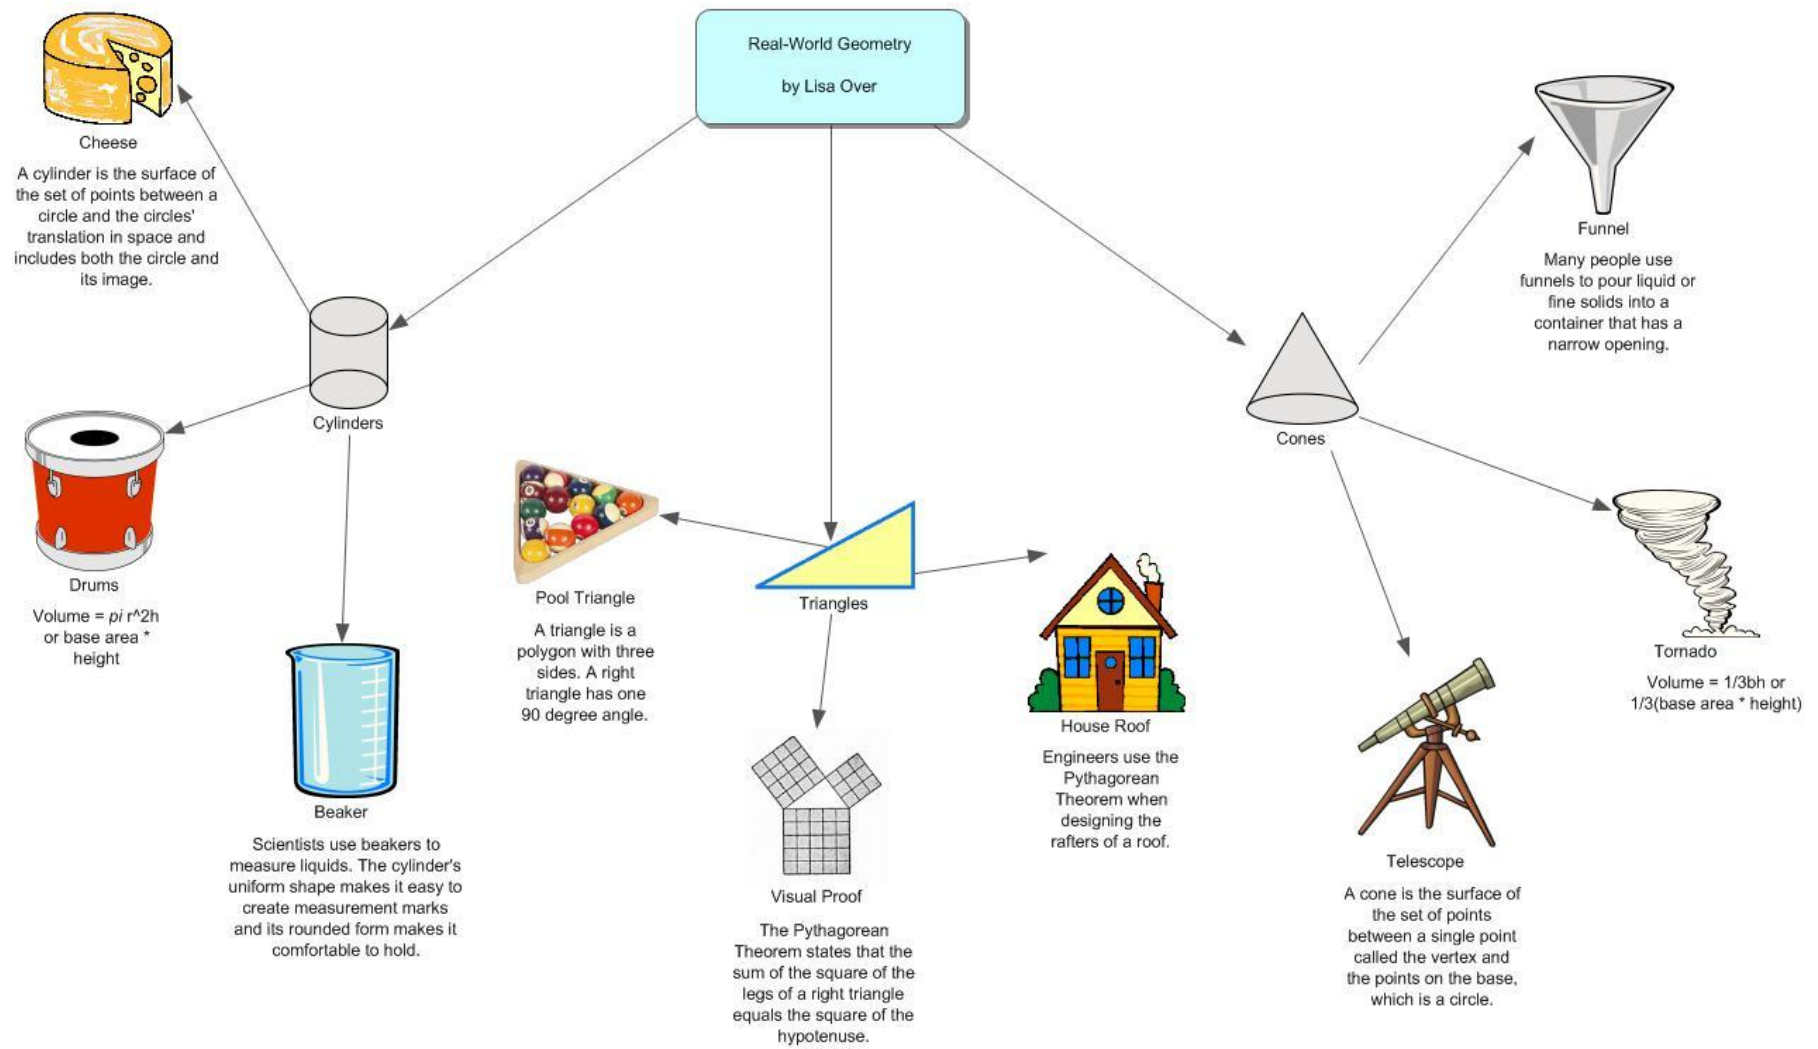 Real-World Geometry
by Lisa Over
Cheese
A cylinder is the surface of
the set of points between a
circle and the circles'
translation in space and
includes both the circle and
its image.
Cylinders
Drums
Volume = pi r^2h
or base area *
height
Beaker
Scientists use beakers to
measure liquids. The cylinder's
uniform shape makes it easy to
create measurement marks
and its rounded form makes it
comfortable to hold.
Triangles
Pool Triangle
A triangle is a
polygon with three
sides. A right
triangle has one
90 degree angle.
Visual Proof
The Pythagorean
Theorem states that the
sum of the square of the
legs of a right triangle
equals the square of the
hypotenuse.
House Roof
Engineers use the
Pythagorean
Theorem when
designing the
rafters of a roof.
Cones
Funnel
Many people use
funnels to pour liquid or
fine solids into a
container that has a
narrow opening.
Tornado
Volume = 1/3bh or
1/3(base area * height)
Telescope
A cone is the surface of
the set of points
between a single point
called the vertex and
the points on the base,
which is a circle.